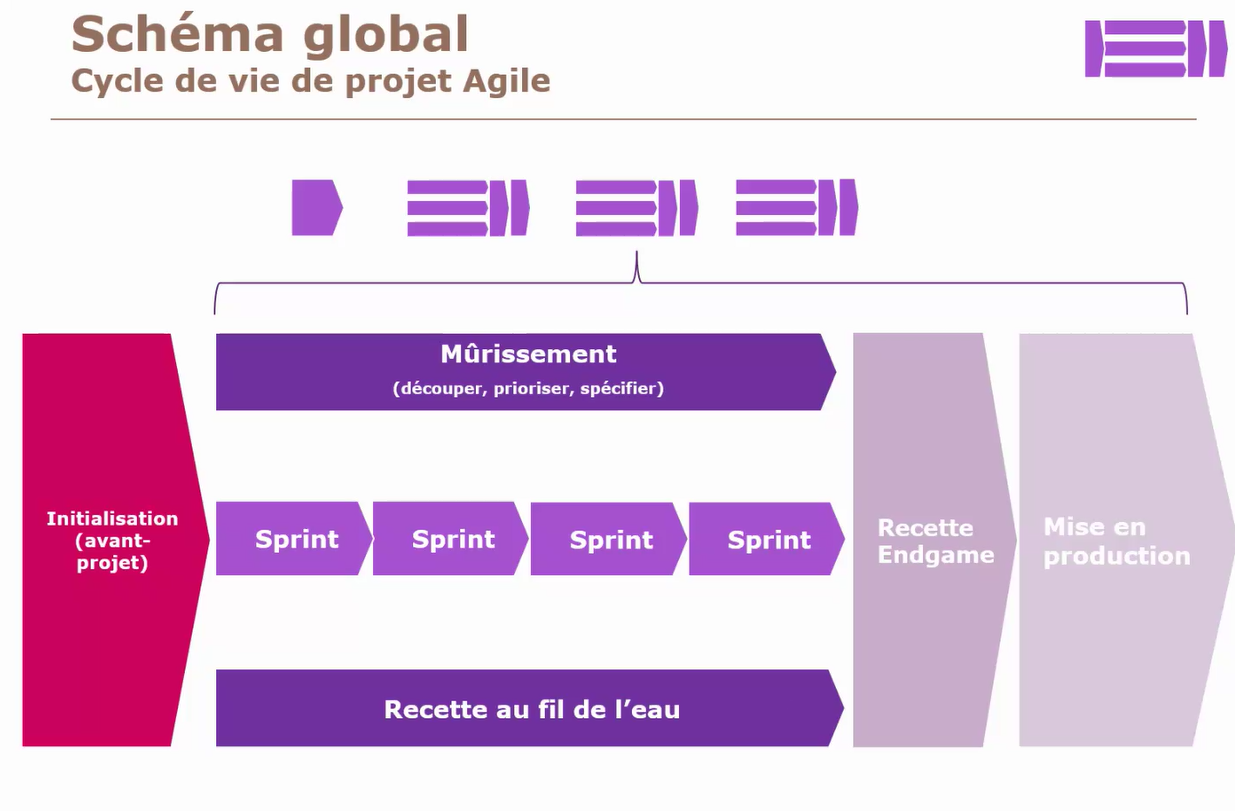 Schéma global
Cycle de vie de projet Agile
Mûrissement
(découper, prioriser, spécifier)
Initialisation
(avant-
projet)
Sprint
Sprint
Sprint
Sprint
Recette
Endgame
Mise en
production
Recette au fil de l’eau